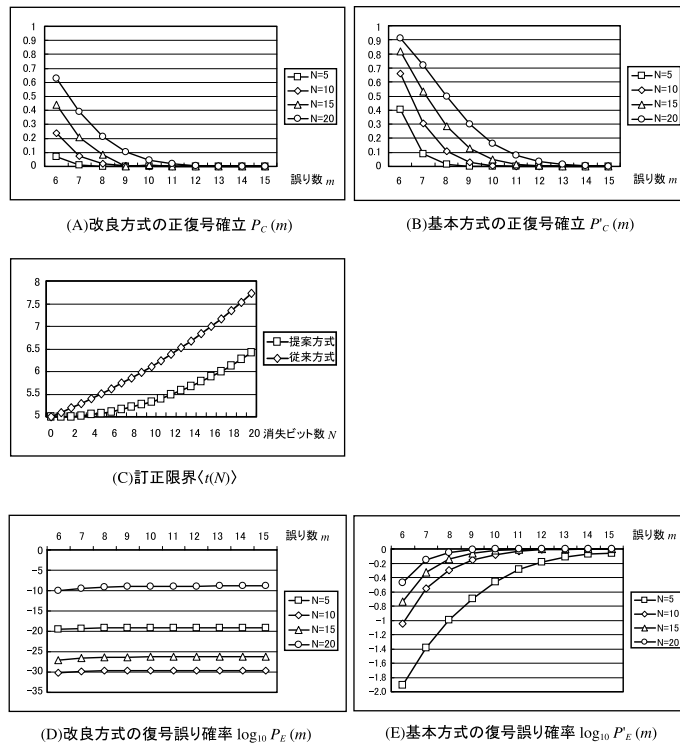 1
0.9
0.8
0.7
0.6
0.5
0.4
0.3
0.2
0.1
0
6 7 8 9 10 11 12 13 14 15 誤り数 m
N=5
N=10
N=15
N=20
(A)改良方式の正復号確立 PC (m)
1
0.9
0.8
0.7
0.6
0.5
0.4
0.3
0.2
0.1
0
6 7 8 9 10 11 12 13 14 15 誤り数 m
N=5
N=10
N=15
N=20
(B)基本方式の正復号確立 P'C (m)
8
7.5
7
6.5
6
5.5
5
0 2 4 6 8 10 12 14 16 18 20 消失ビット数 N
提案方式
従来方式
(C)訂正限界〈t(N)〉
6 7 8 9 10 11 12 13 14 15 誤り数 m
0
−5
−10
−15
−20
−25
−30
−35
N=5
N=10
N=15
N=20
(D)改良方式の復号誤り確率 log10 PE (m)
6 7 8 9 10 11 12 13 14 15 誤り数 m
0
−0.2
−0.4
−0.6
−0.8
−1
−1.2
−1.4
−1.6
−1.8
−2.0
N=5
N=10
N=15
N=20
(E)基本方式の復号誤り確率 log10 P'E (m)